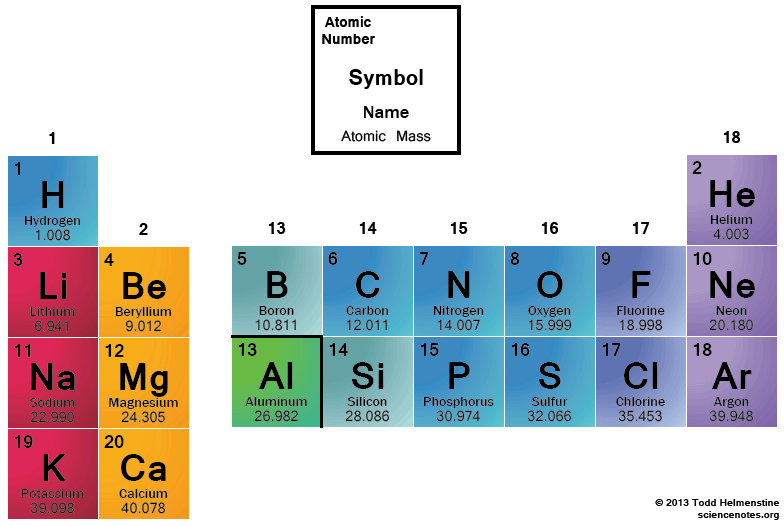 Atomic
Number
Symbol
Name
Atomic Mass
1
18
1
H
Hydrogen
1.008
2
He
Helium
4.003
2
13
14
15
16
17
3
Li
Lithium
6.941
4
Be
Beryllium
9.012
5
B
Boron
10.811
6
C
Carbon
12.011
7
N
Nitrogen
14.007
8
O
Oxygen
15.999
9
F
Fluorine
18.998
10
Ne
Neon
20.180
11
Na
Sodium
22.990
12
Mg
Magnesium
24.305
13
Al
Aluminum
26.982
14
Si
Silicon
28.086
15
P
Phosphorus
30.974
16
S
Sulfur
32.066
17
Cl
Chlorine
35.453
18
Ar
Argon
39.948
19
K
Potassium
39.098
20
Ca
Calcium
40.078
© 2013 Todd Helmenstine
sciencenotes.org